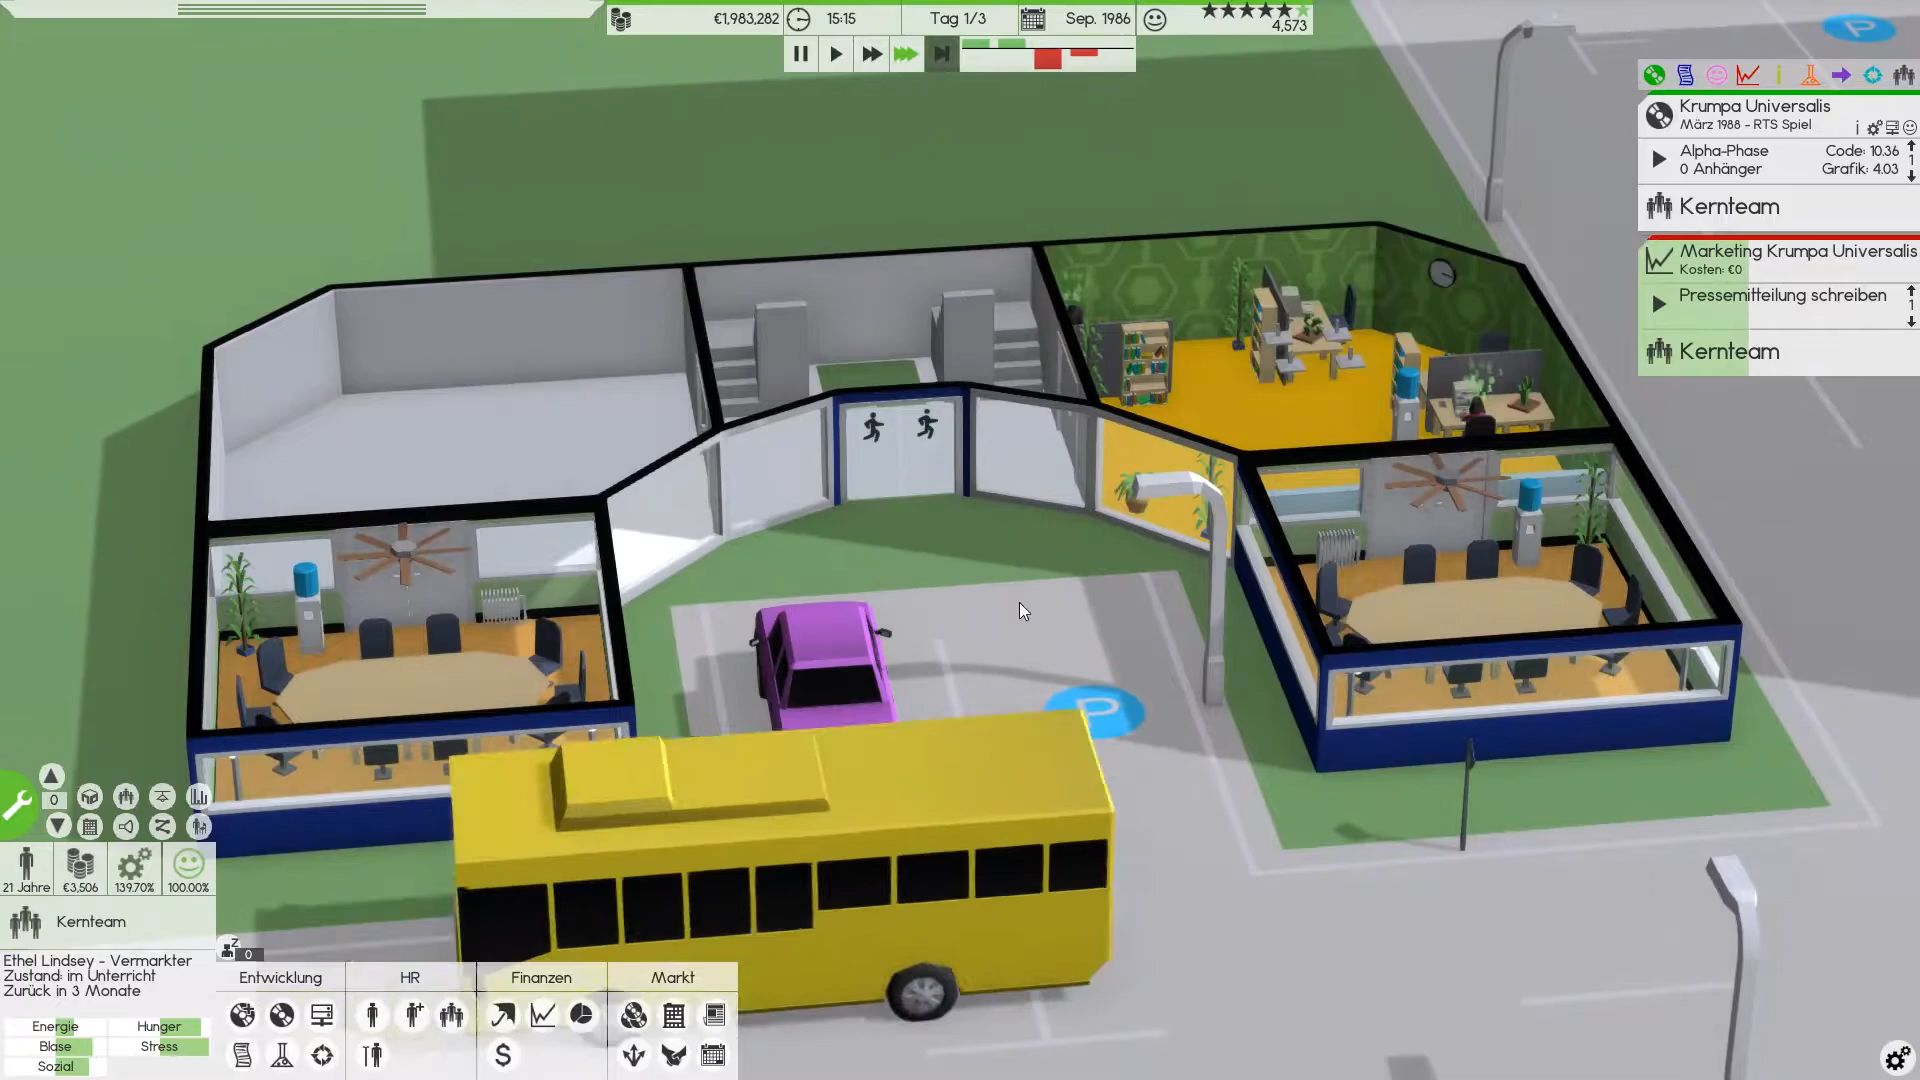 €1,983,282
15:15
Tag 1/3
Sep. 1986
4,573
P
Krumpa Universalis
März 1988 - RTS Spiel
Alpha-Phase
Code: 10.36
0 Anhänger
Grafik: 4.03
1
Kernteam
Marketing Krumpa Universalis
Kosten: €0
Pressemitteilung schreiben
1
Kernteam
P
0
21 Jahre
€3,506
139.70%
100.00%
Kernteam
Ethel Lindsey - Vermarkter
Zustand: im Unterricht
Zurück in 3 Monate
Energie
Hunger
Blase
Stress
Sozial
Z
0
Entwicklung
HR
Finanzen
Markt